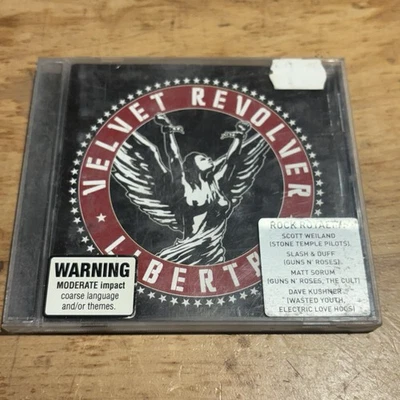 VELVET REVOLVER
LIBERT
WARNING
MODERATE impact
coarse language
and/or themes.
ROCK ROYALTY
SCOTT WEILAND
(STONE TEMPLE PILOTS)
SLASH & DUFF
(GUNS N' ROSES)
MATT SORUM
(GUNS N' ROSES, THE CULT)
DAVE KUSHNER
(WASTED YOUTH,
ELECTRIC LOVE HOGS)